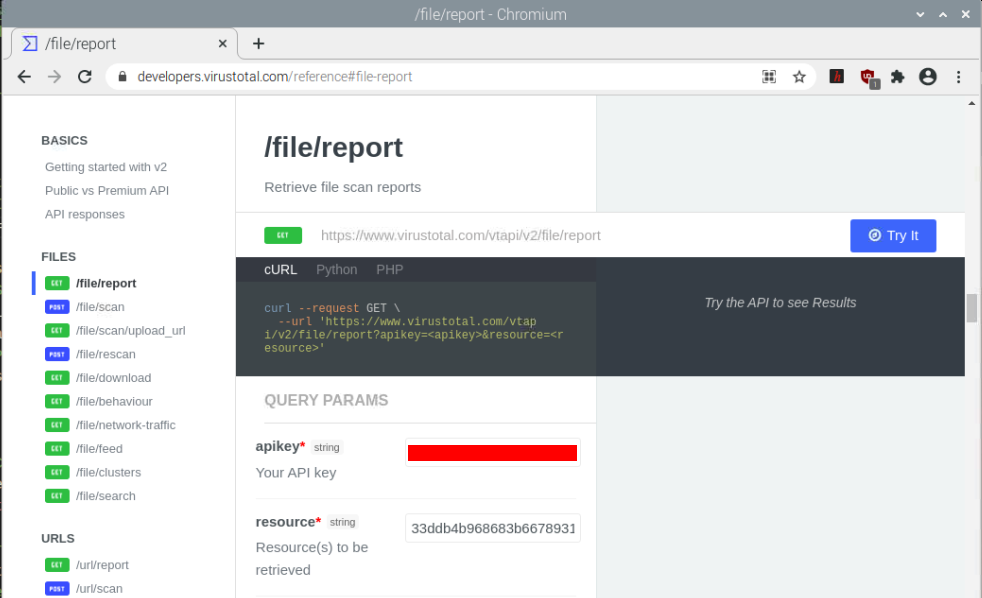 /file/report - Chromium
/file/report
developers.virustotal.com/reference#file-report
1
BASICS
Getting started with v2
Public vs Premium API
API responses
FILES
GET /file/report
POST /file/scan
GET /file/scan/upload_url
POST /file/rescan
GET /file/download
GET /file/behaviour
GET /file/network-traffic
GET /file/feed
GET /file/clusters
GET /file/search
URLS
GET /url/report
POST /url/scan
/file/report
Retrieve file scan reports
GET https://www.virustotal.com/vtapi/v2/file/report
Try It
cURL Python PHP
curl --request GET \
--url 'https://www.virustotal.com/vtap
i/v2/file/report?apikey=<apikey>&resource=<r
esource>'
Try the API to see Results
QUERY PARAMS
apikey* string
Your API key
resource* string
33ddb4b968683b6678931
Resource(s) to be
retrieved